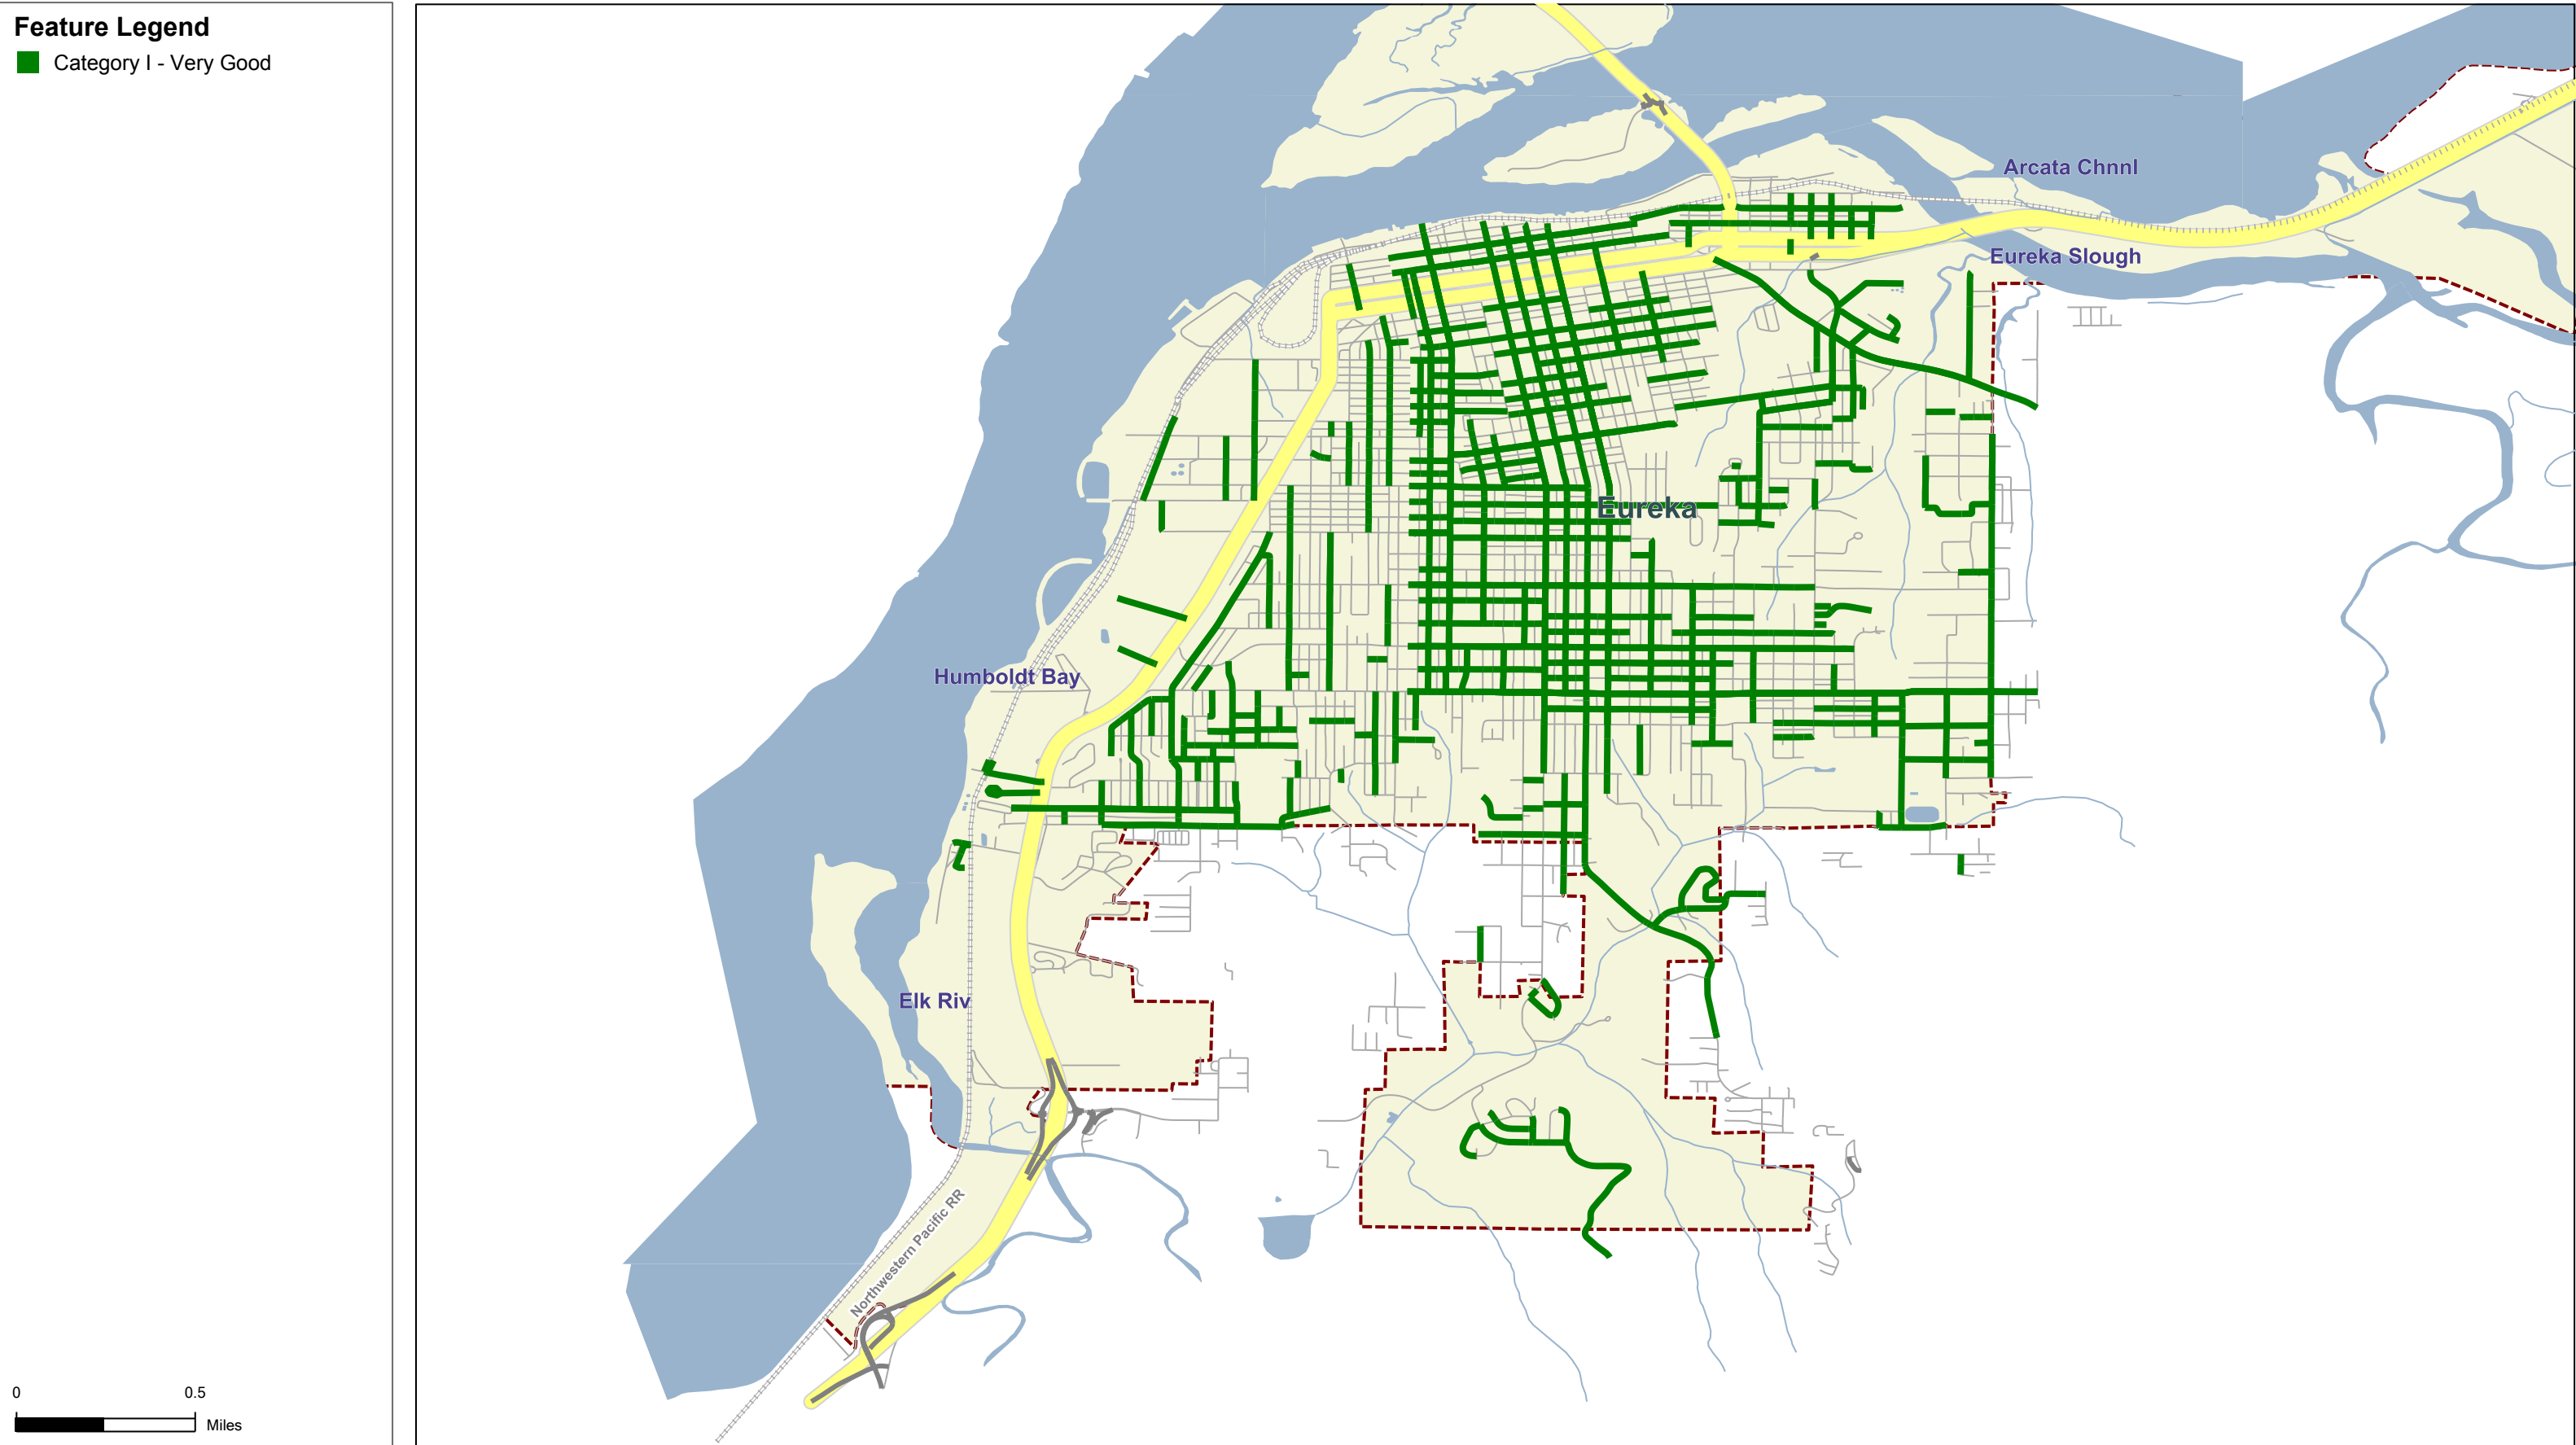 Feature Legend
Category I - Very Good
Arcata Chnnl
Eureka Slough
Eureka
Humboldt Bay
Elk Riv
Northwestern Pacific RR
0 0.5
Miles